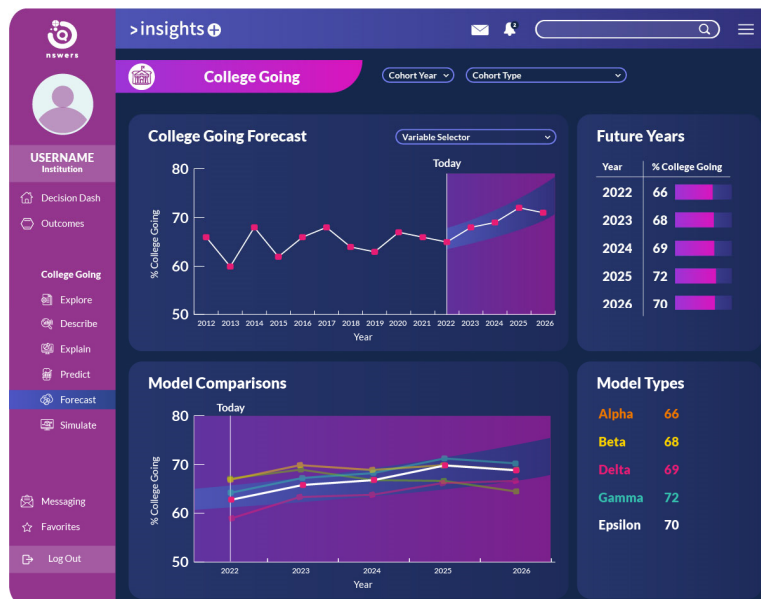 nswers
>insights
2
College Going
Cohort Year
Cohort Type
USERNAME
Institution
Decision Dash
Outcomes
College Going
Explore
Describe
Explain
Predict
Forecast
Simulate
Messaging
Favorites
Log Out
College Going Forecast
Variable Selector
Today
% College Going
80
70
60
50
2012 2013 2014 2015 2016 2017 2018 2019 2020 2021 2022 2023 2024 2025 2026
Year
Future Years
Year % College Going
2022 66
2023 68
2024 69
2025 72
2026 70
Model Comparisons
Today
% College Going
80
70
60
50
2022 2023 2024 2025 2026
Year
Model Types
Alpha 66
Beta 68
Delta 69
Gamma 72
Epsilon 70